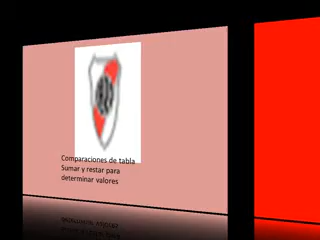 Comparaciones de tabla
Sumar y restar para
determinar valores